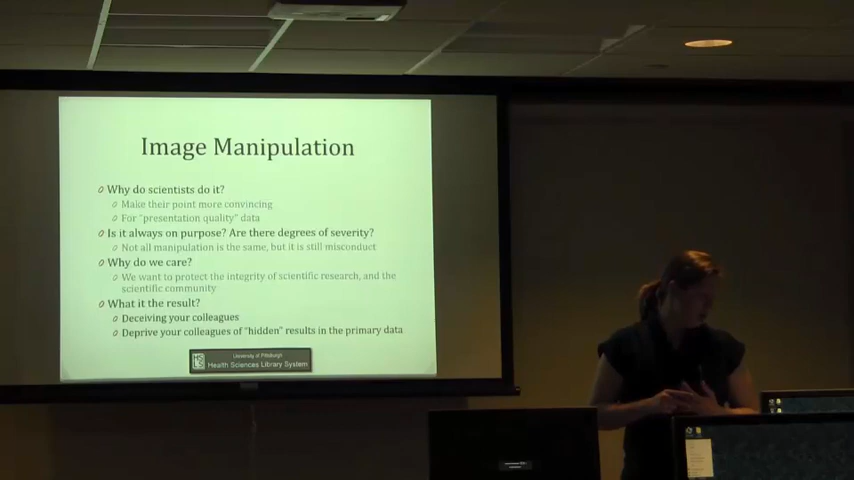 Image Manipulation
Why do scientists do it?
Make their point more convincing
For "presentation quality" data
Is it always on purpose? Are there degrees of severity?
Not all manipulation is the same, but it is still misconduct
Why do we care?
We want to protect the integrity of scientific research, and the
scientific community
What it the result?
Deceiving your colleagues
Deprive your colleagues of "hidden" results in the primary data
University of Pittsburgh
Health Sciences Library System